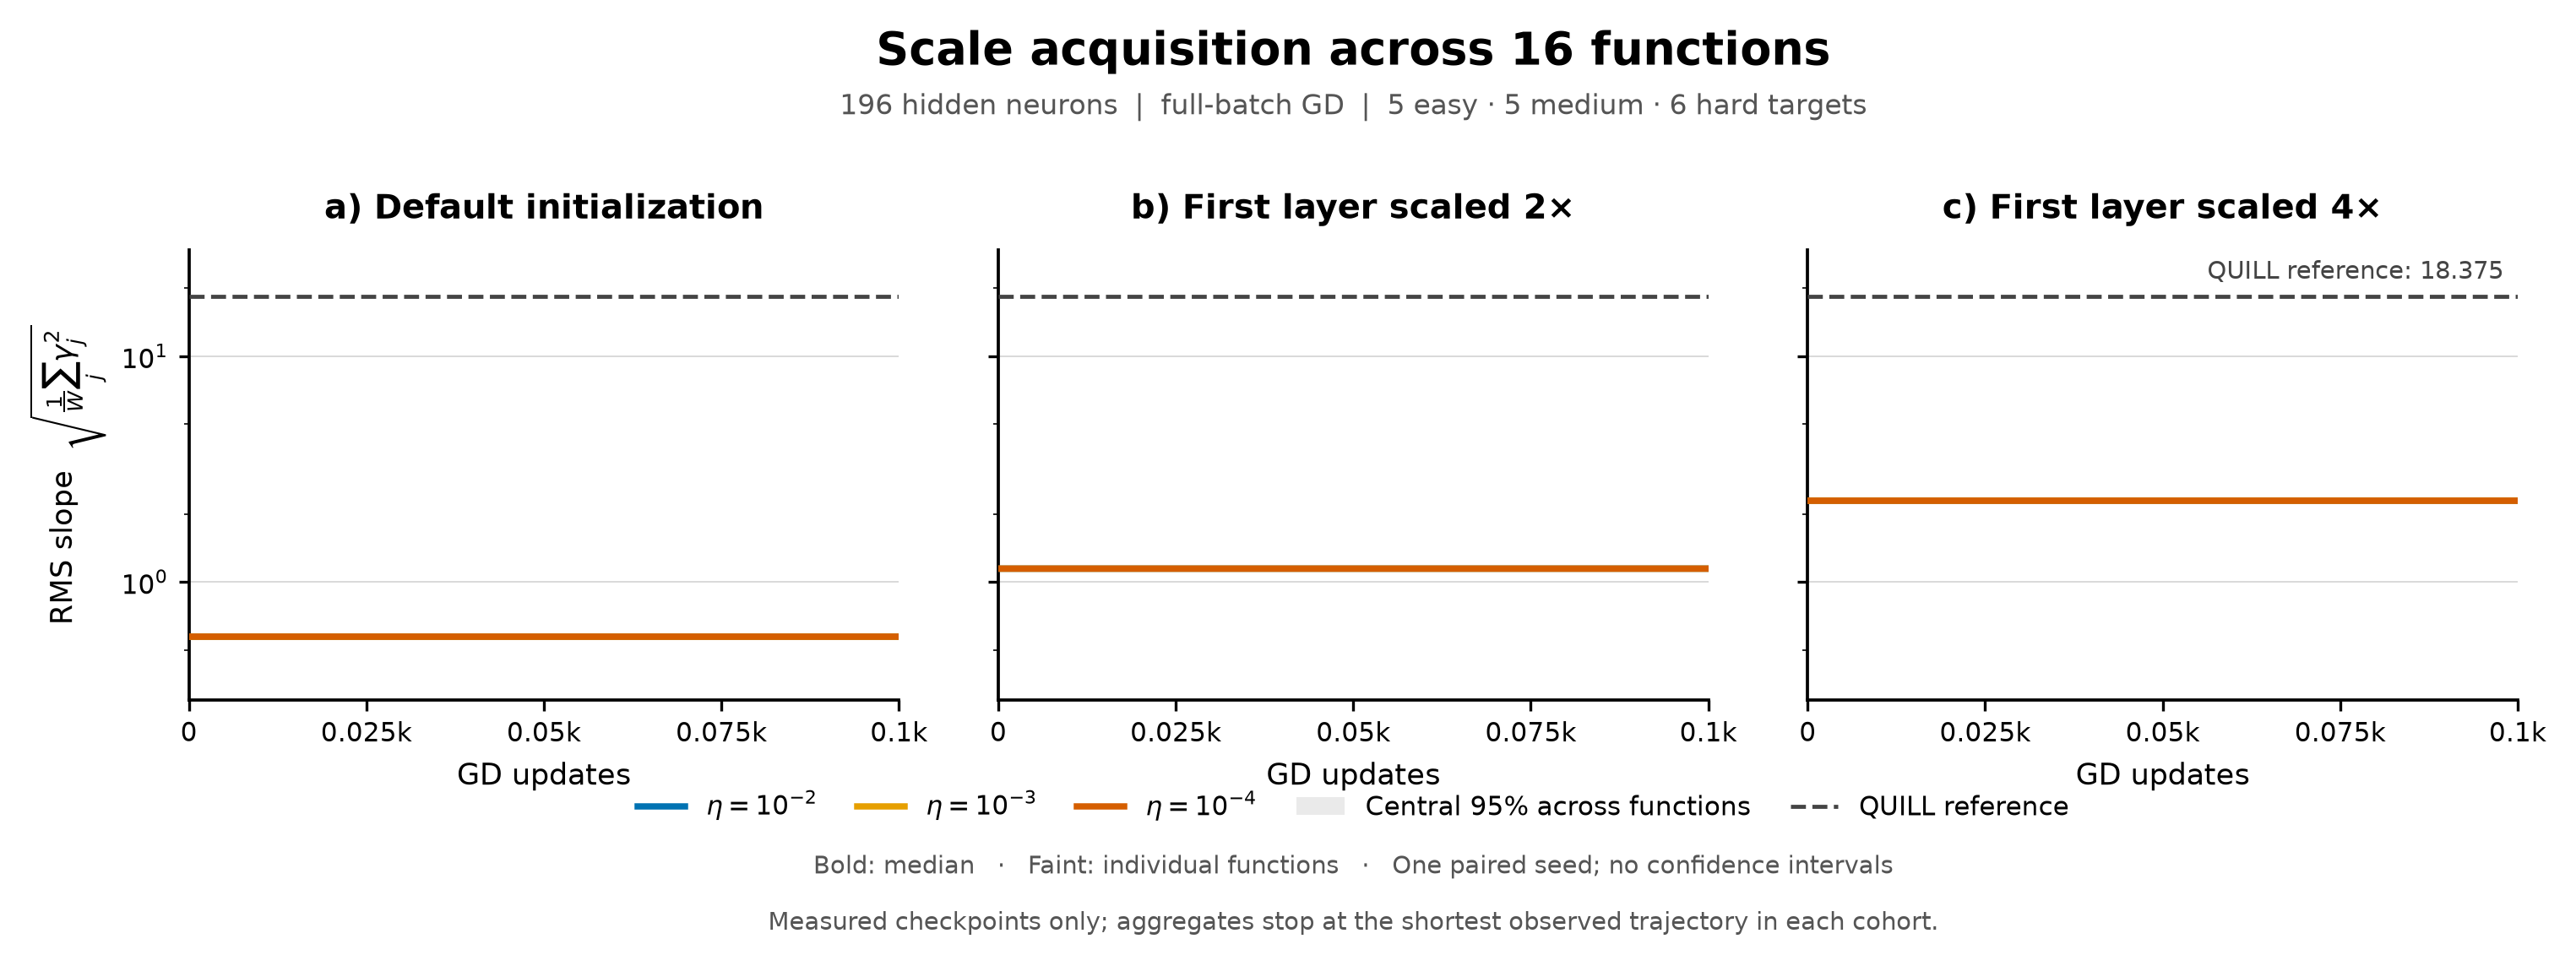 Scale acquisition across 16 functions
196 hidden neurons | full-batch GD | 5 easy · 5 medium · 6 hard targets
a) Default initialization
b) First layer scaled 2×
c) First layer scaled 4×
QUILL reference: 18.375
RMS slope √(1/W ∑_j γ_j^2)
10^1
10^0
0 0.025k 0.05k 0.075k 0.1k
0 0.025k 0.05k 0.075k 0.1k
0 0.025k 0.05k 0.075k 0.1k
GD updates
GD updates
GD updates
η = 10^−2 η = 10^−3 η = 10^−4 Central 95% across functions QUILL reference
Bold: median · Faint: individual functions · One paired seed; no confidence intervals
Measured checkpoints only; aggregates stop at the shortest observed trajectory in each cohort.